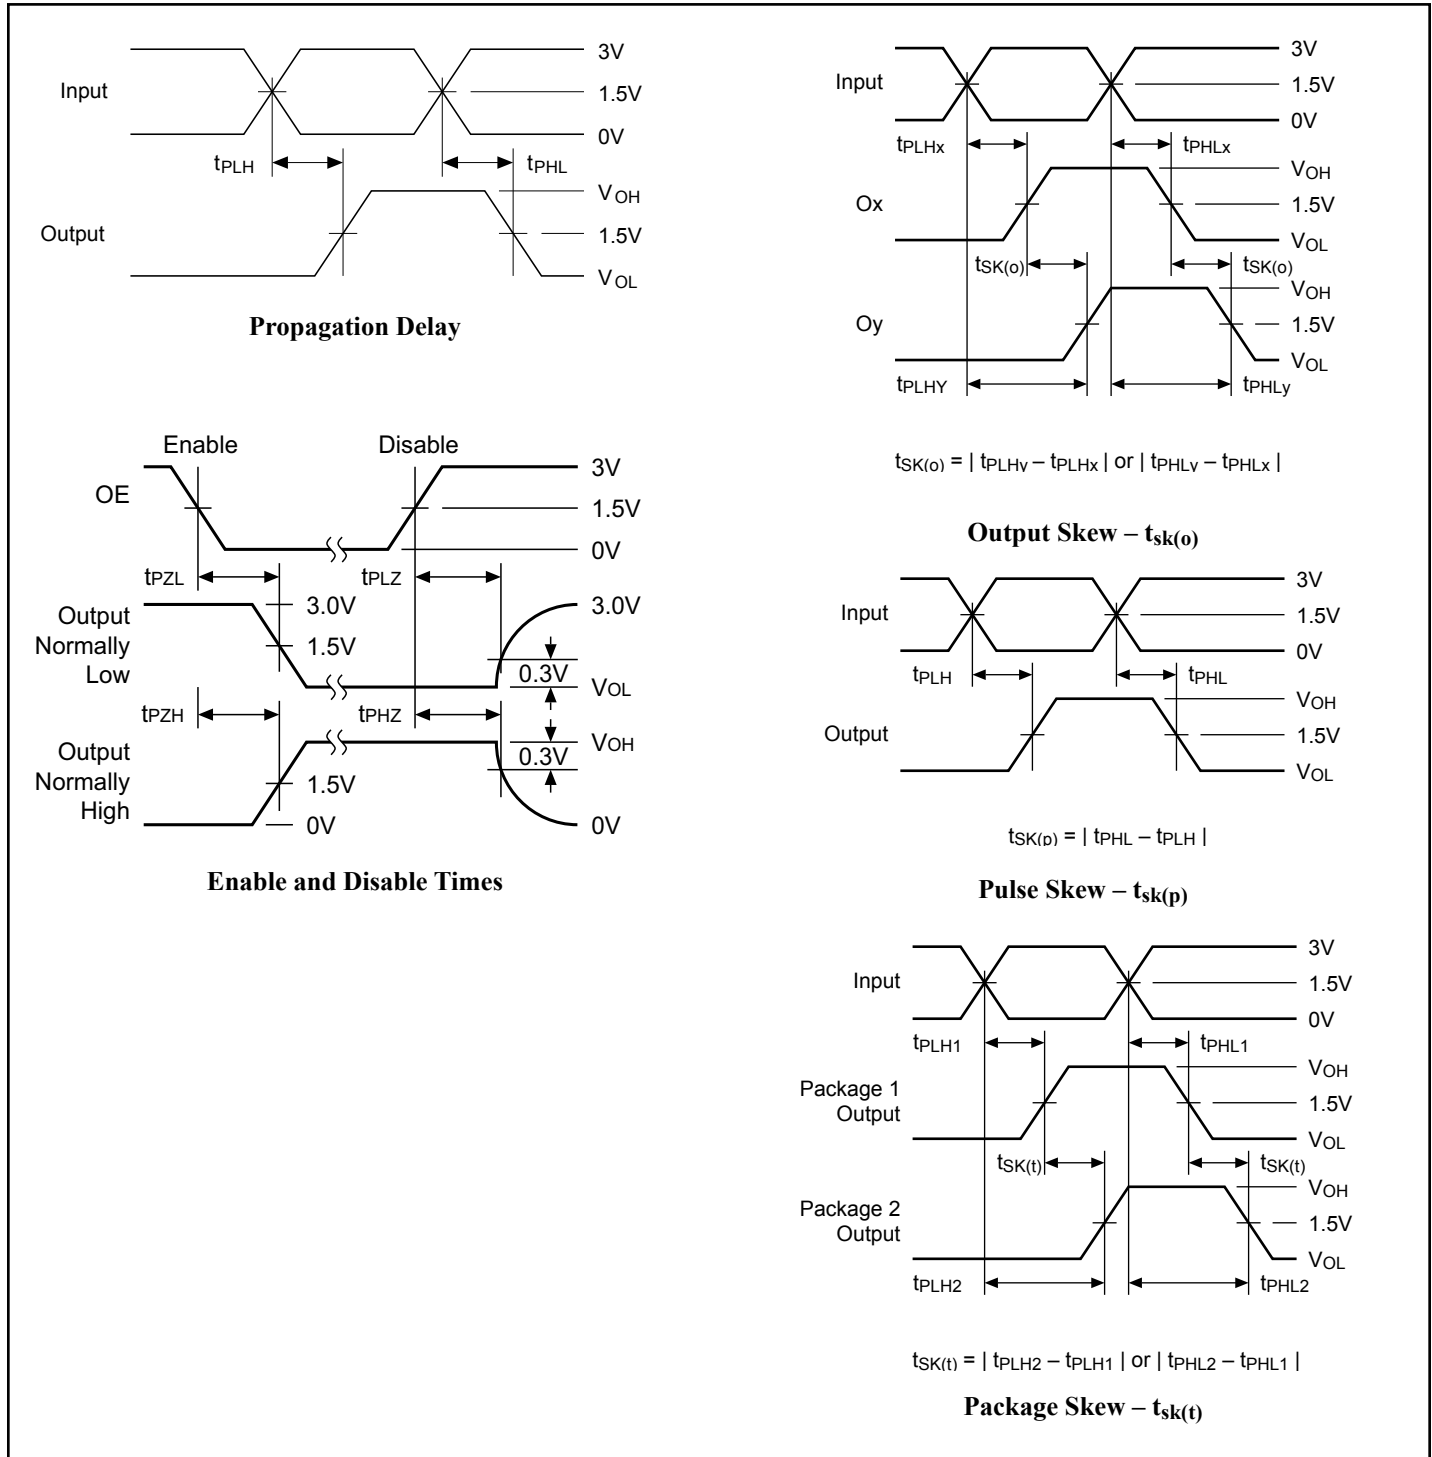 3V
Input
1.5V
0V
tPLH
tPHL
VOH
Output
1.5V
VOL
Propagation Delay
Enable
Disable
OE
3V
1.5V
0V
tPZL
tPLZ
Output
Normally
Low
3.0V
1.5V
3.0V
0.3V
VOL
tPZH
tPHZ
Output
Normally
High
VOH
0.3V
1.5V
0V
0V
Enable and Disable Times
3V
Input
1.5V
0V
tPLHx
tPHLx
VOH
Ox
1.5V
VOL
tSK(o)
tSK(o)
VOH
Oy
1.5V
VOL
tPLHY
tPHLy
tSK(o) = | tPLHy – tPLHx | or | tPHLy – tPHLx |
Output Skew – tsk(o)
3V
Input
1.5V
0V
tPLH
tPHL
VOH
Output
1.5V
VOL
tSK(p) = | tPHL – tPLH |
Pulse Skew – tsk(p)
3V
Input
1.5V
0V
tPLH1
tPHL1
VOH
Package 1
Output
1.5V
VOL
tSK(t)
tSK(t)
VOH
Package 2
Output
1.5V
VOL
tPLH2
tPHL2
tSK(t) = | tPLH2 – tPLH1 | or | tPHL2 – tPHL1 |
Package Skew – tsk(t)